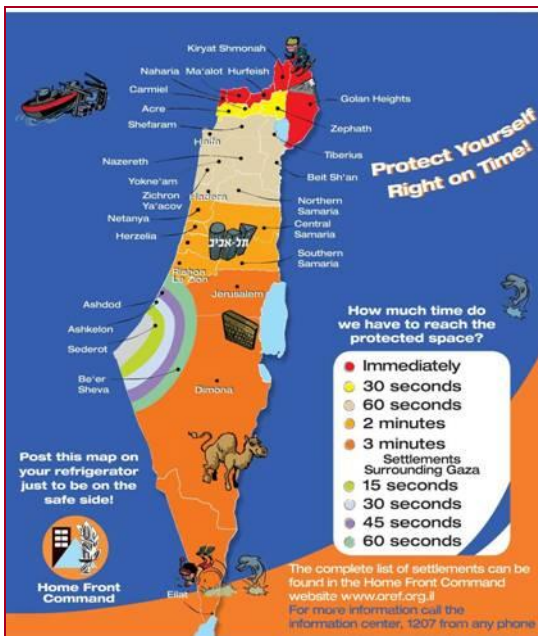 Kiryat Shmonah
Naharia Ma'alot Hurfeish
Carmiel
Golan Heights
Acre
Shefaram
Zephath
Haifa
Protect Yourself
Right on Time!
Tiberius
Nazereth
Beit Sh'an
Yokne'am
Zichron
Ya'acov
Hadera
Northern
Samaria
Netanya
Central
Samaria
Herzelia
תל-אביב
Southern
Samaria
Rishon
Le Zion
Jerusalem
Ashdod
Ashkelon
Sederot
Be'er
Sheva
Dimona
How much time do
we have to reach the
protected space?
Immediately
30 seconds
60 seconds
2 minutes
3 minutes
Settlements
Surrounding Gaza
15 seconds
30 seconds
45 seconds
60 seconds
Post this map on
your refrigerator
just to be on the
safe side!
Home Front
Command
Eilat
The complete list of settlements can be
found in the Home Front Command
website www.oref.org.il
For more information call the
information center, 1207 from any phone